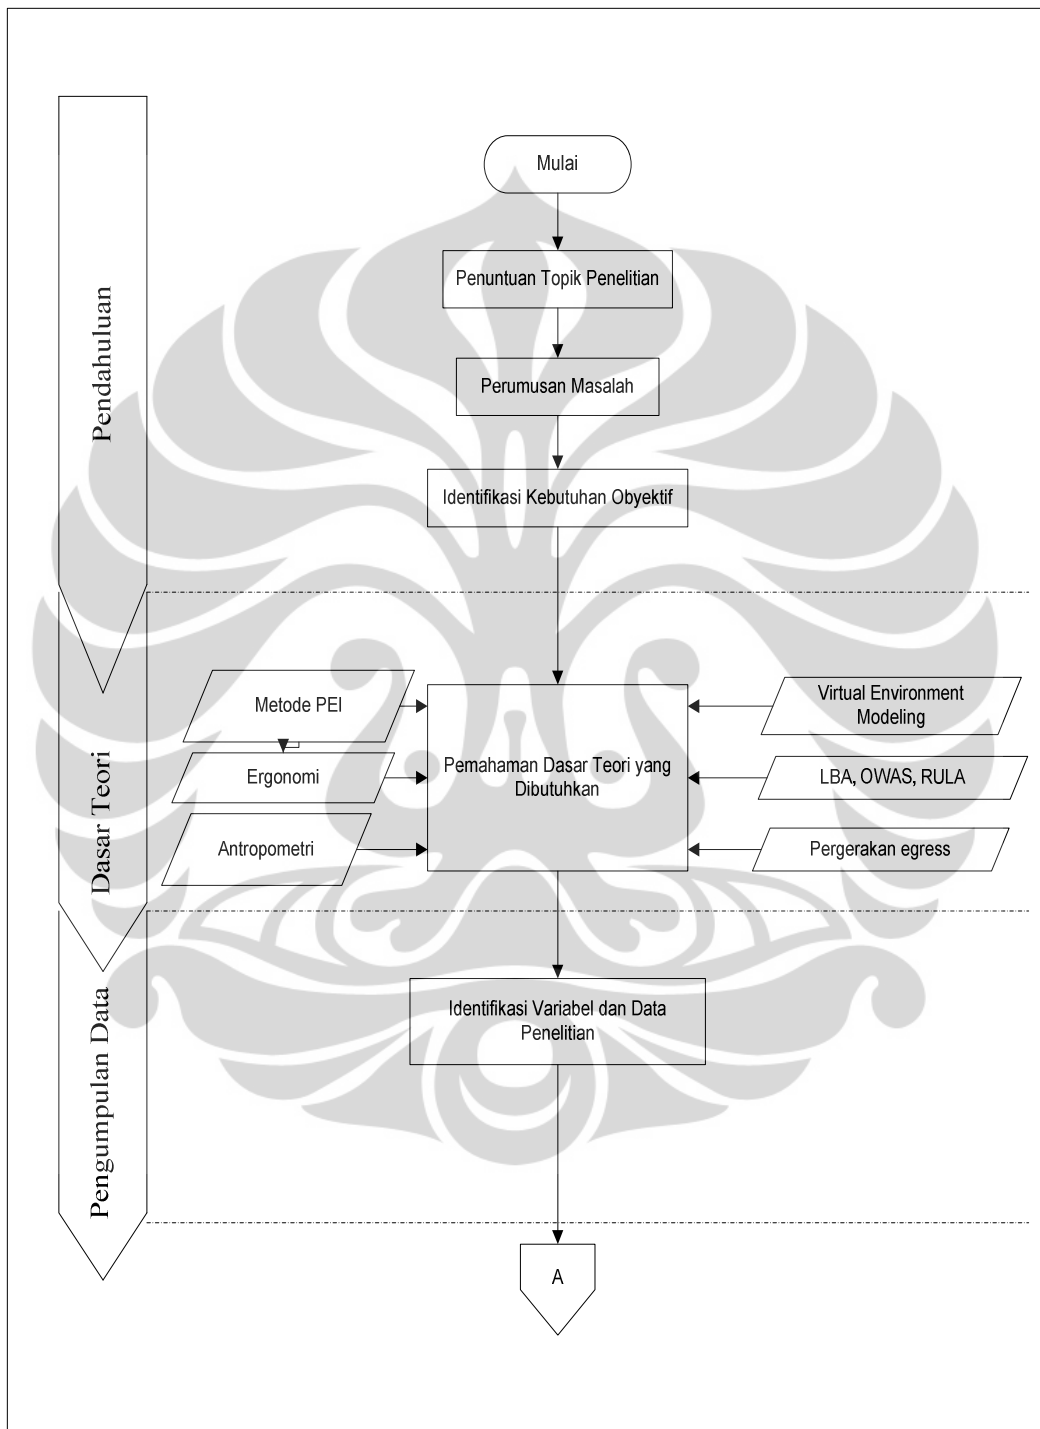 Mulai
Penuntuan Topik Penelitian
Perumusan Masalah
Identifikasi Kebutuhan Obyektif
Pendahuluan
Metode PEI
Ergonomi
Antropometri
Pemahaman Dasar Teori yang
Dibutuhkan
Virtual Environment
Modeling
LBA, OWAS, RULA
Pergerakan egress
Dasar Teori
Identifikasi Variabel dan Data
Penelitian
Pengumpulan Data
A